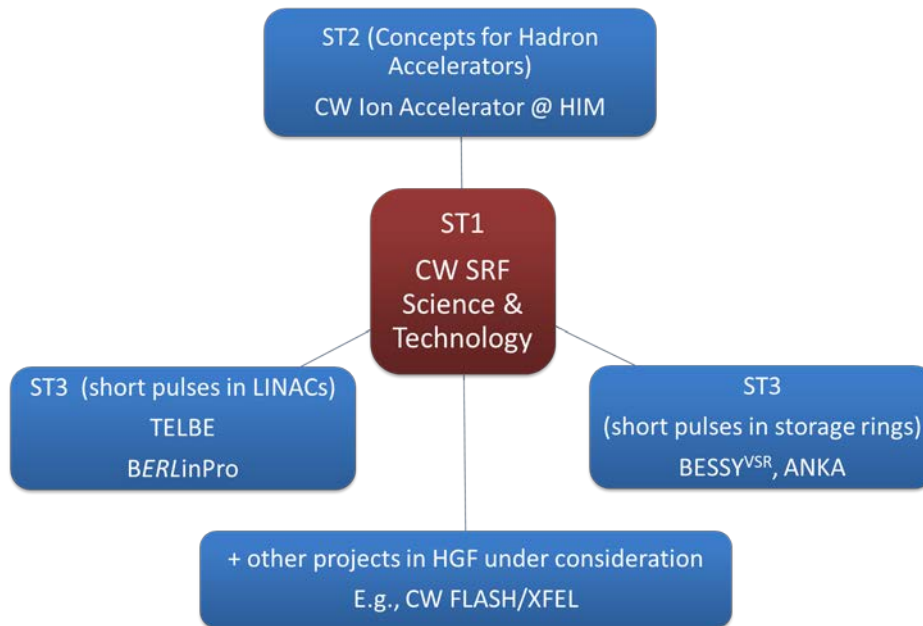 ST2 (Concepts for Hadron
Accelerators)
CW Ion Accelerator @ HIM
ST1
CW SRF
Science &
Technology
ST3 (short pulses in LINACs)
TELBE
BERLinPro
ST3
(short pulses in storage rings)
BESSYVSR, ANKA
+ other projects in HGF under consideration
E.g., CW FLASH/XFEL